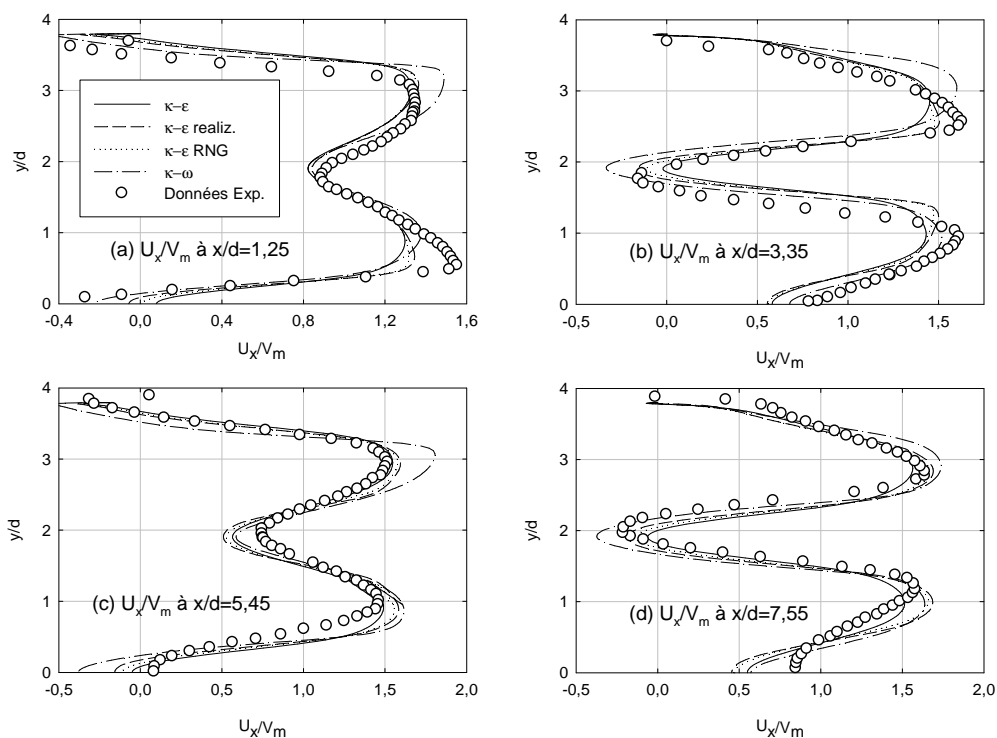 4
3
2
1
0
y/d
κ−ε
κ−ε realiz.
κ−ε RNG
κ−ω
Données Exp.
(a) Ux/Vm à x/d=1,25
-0,4 0,0 0,4 0,8 1,2 1,6
Ux/Vm
4
3
2
1
0
y/d
(b) Ux/Vm à x/d=3,35
-0,5 0,0 0,5 1,0 1,5
Ux/Vm
4
3
2
1
0
y/d
(c) Ux/Vm à x/d=5,45
-0,5 0,0 0,5 1,0 1,5 2,0
Ux/Vm
4
3
2
1
0
y/d
(d) Ux/Vm à x/d=7,55
-0,5 0,0 0,5 1,0 1,5 2,0
Ux/Vm